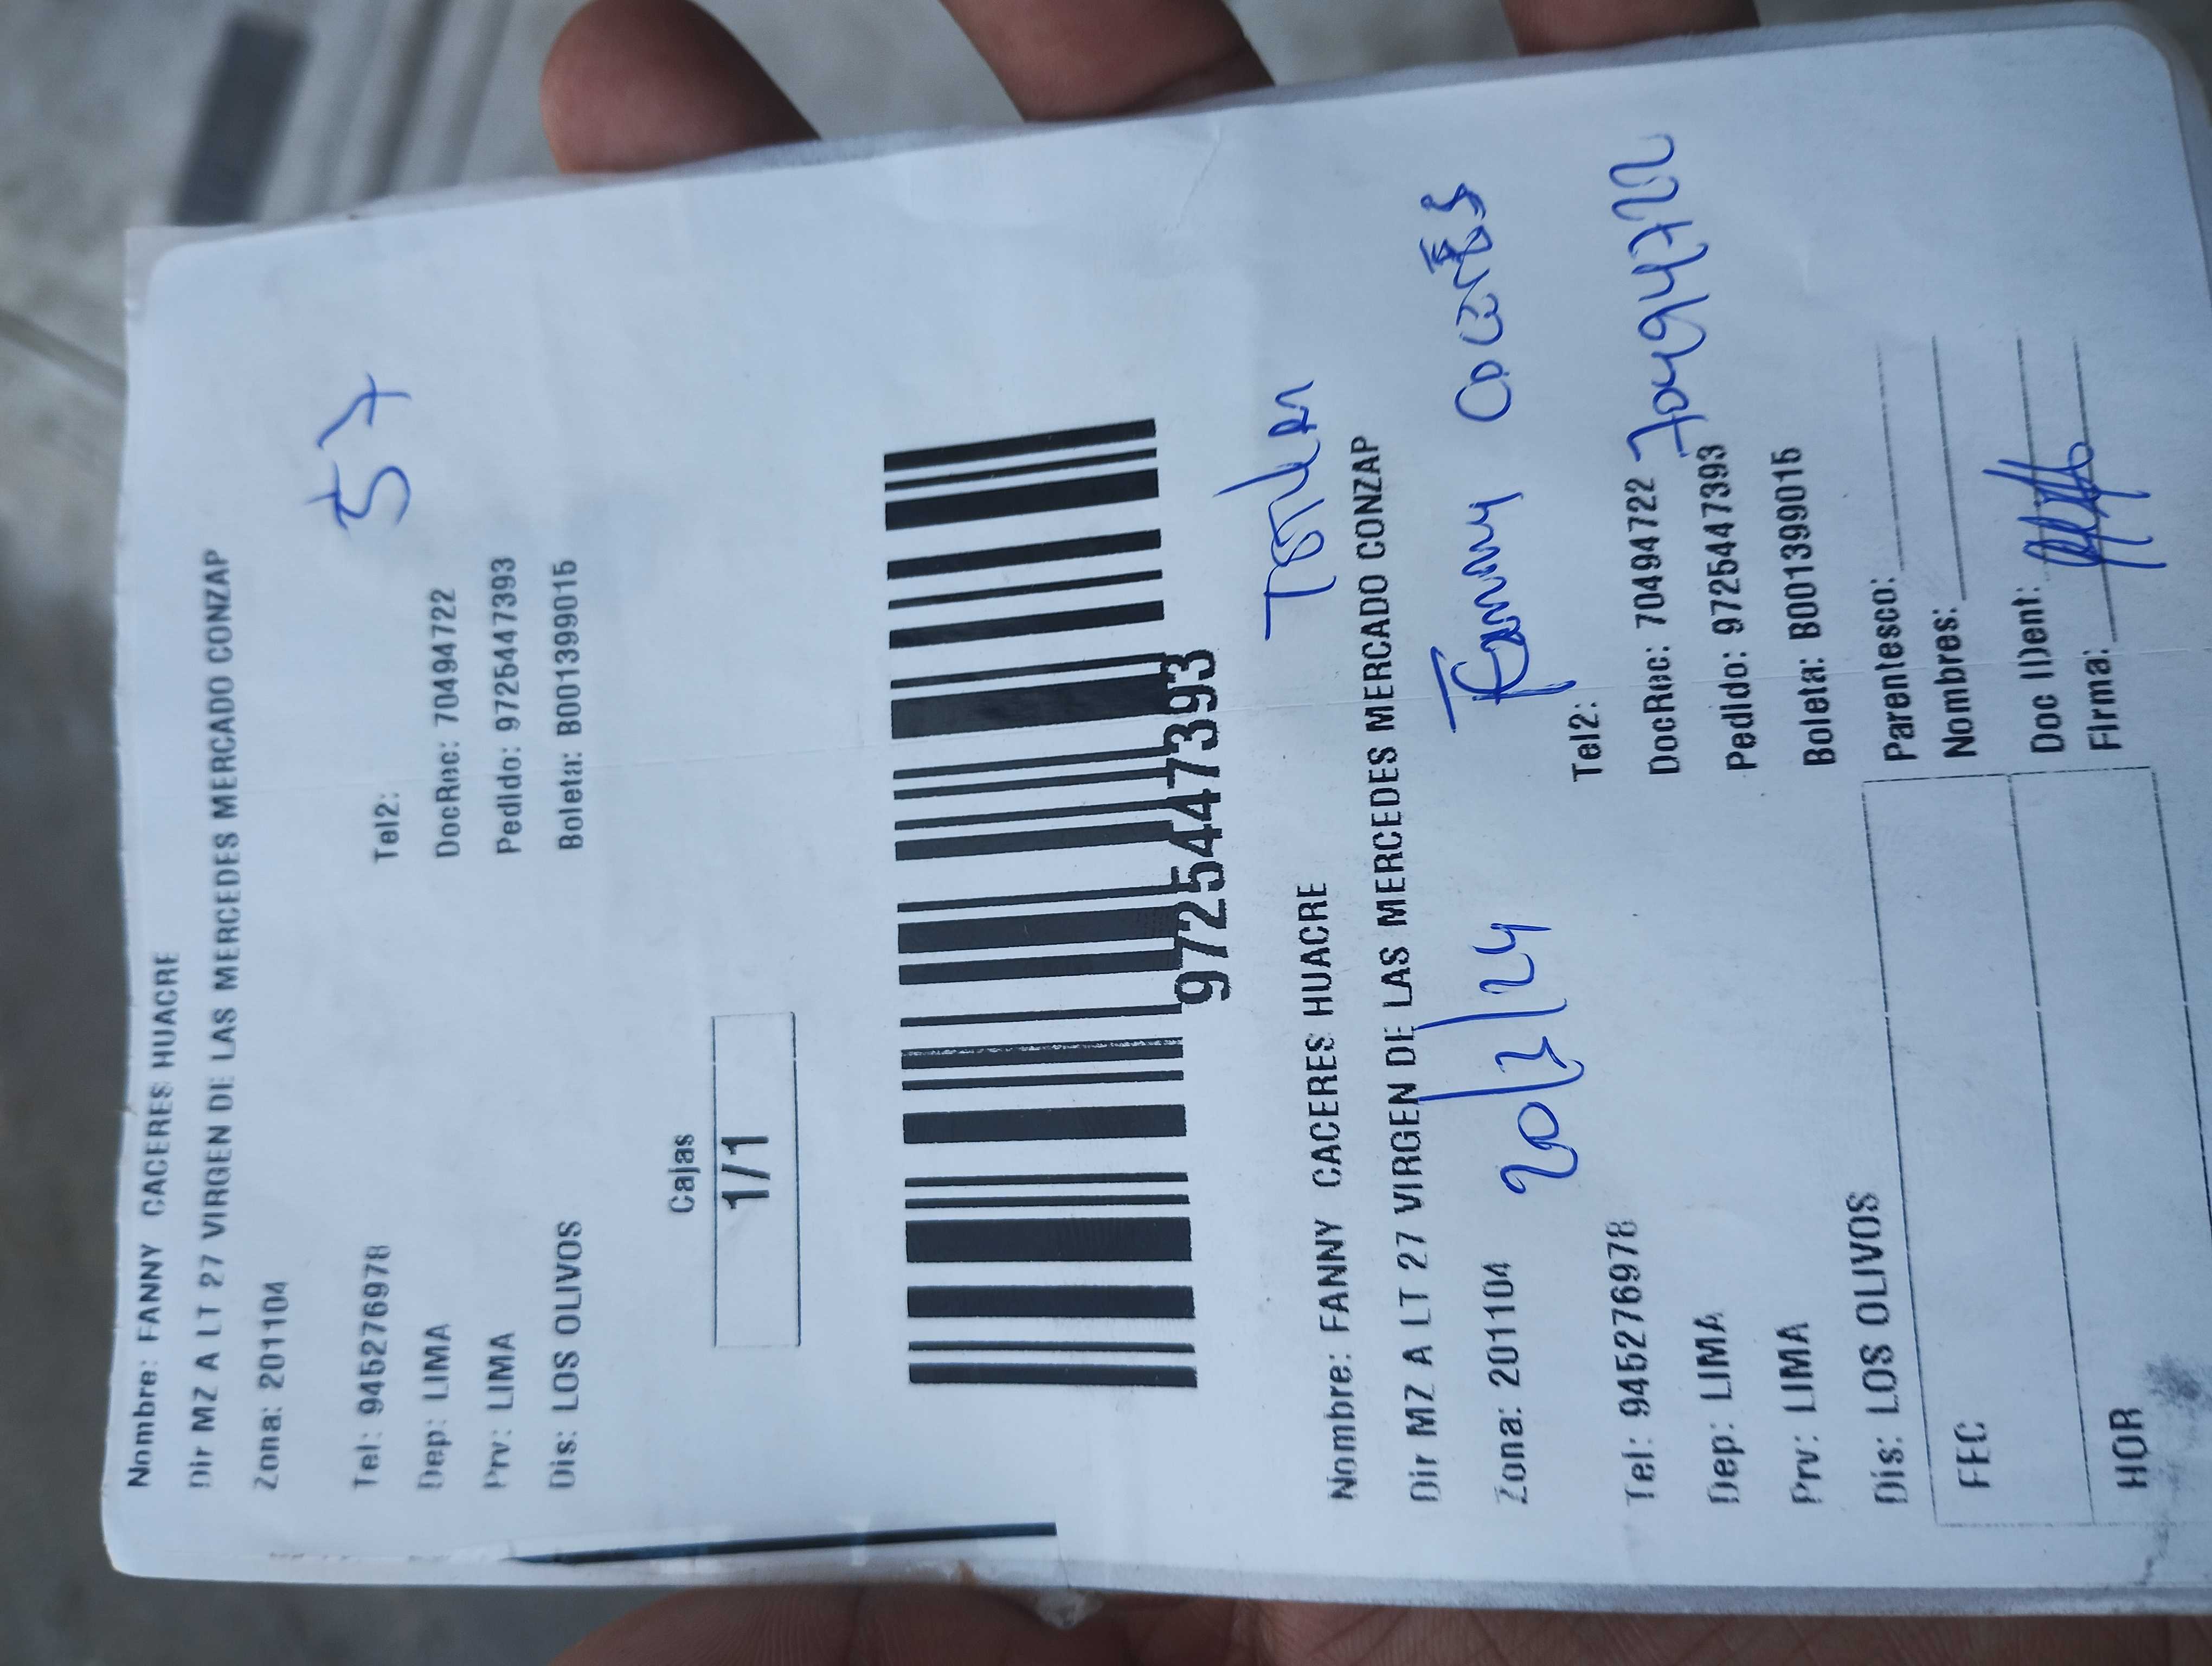 Nombre: FANNY CACERES HUACRE
Dir MZ A LT 27 VIRGEN DE LAS MERCEDES MERCADO CONZAP
Zona: 201104
57
Tel: 945276978 Tel2:
Dep: LIMA DocRec: 70494722
Prv: LIMA Pedido: 9725447393
Dis: LOS OLIVOS Boleta: B001399015
Cajas
1/1
9725447393
Nombre: FANNY CACERES HUACRE
Dir MZ A LT 27 VIRGEN DE LAS MERCEDES MERCADO CONZAP
Zona: 201104 20/2/24 Fanny Caceres
Tel: 945276978 Tel2:
Dep: LIMA DocRec: 70494722 70494722
Prv: LIMA Pedido: 9725447393
Dis: LOS OLIVOS Boleta: B001399015
Parentesco:
FEC Nombres:
Doc IDent:
HOR Firma: